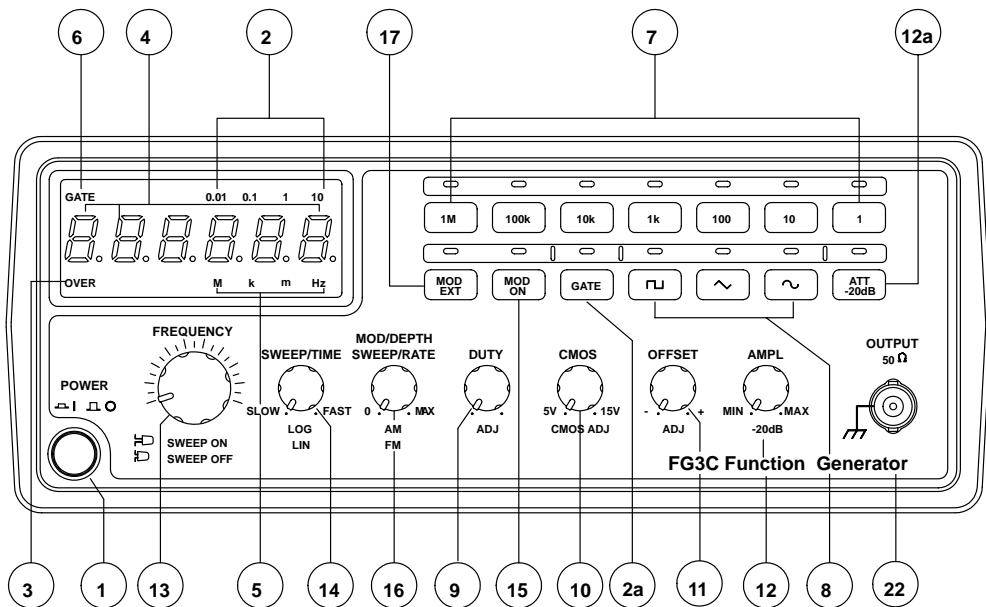 6 4 2 17 7 12a
GATE 0.01 0.1 1 10
1M 100k 10k 1k 100 10 1
OVER M k m Hz
MOD EXT
MOD ON
GATE
ATT -20dB
FREQUENCY
POWER
SWEEP ON
SWEEP OFF
SWEEP/TIME
SLOW FAST
LOG
LIN
MOD/DEPTH
SWEEP/RATE
0 MAX
AM
FM
DUTY
ADJ
CMOS
5V 15V
CMOS ADJ
OFFSET
- +
ADJ
AMPL
MIN MAX
-20dB
OUTPUT
50 Ω
FG3C Function Generator
3 1 13 5 14 16 9 15 10 2a 11 12 8 22